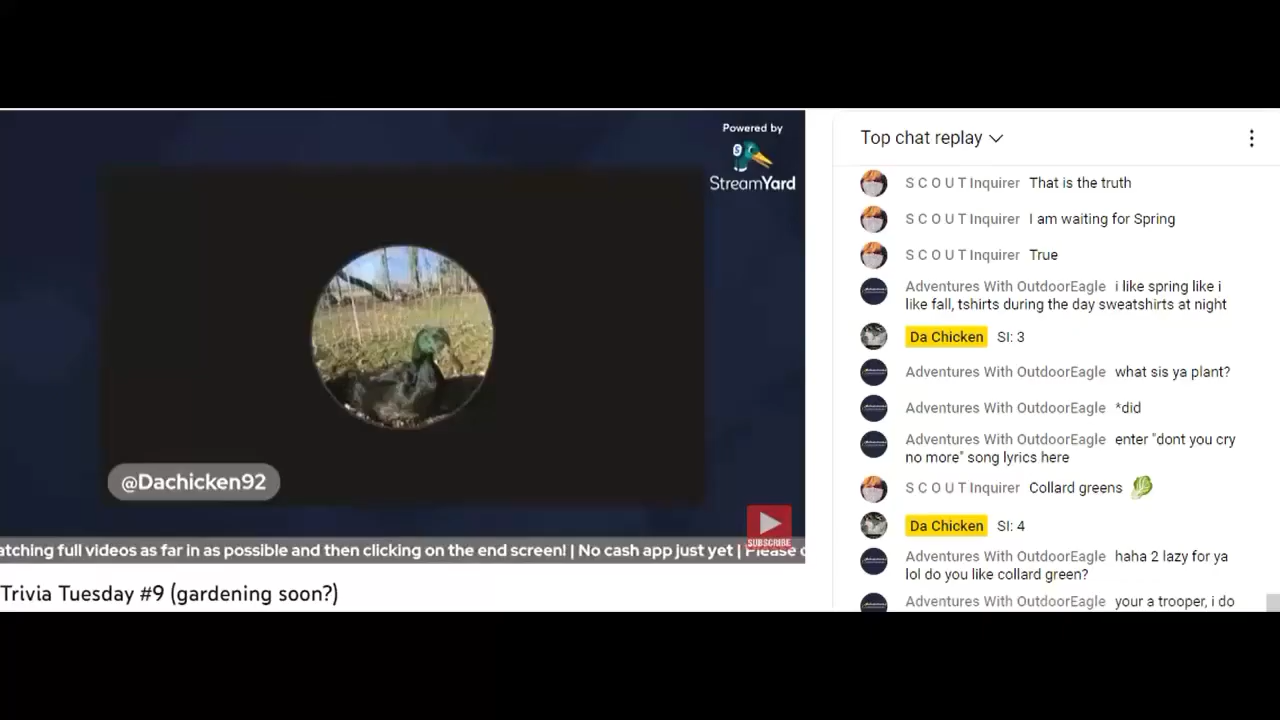 Powered by
StreamYard
@Dachicken92
SUBSCRIBE
atching full videos as far in as possible and then clicking on the end screen! | No cash app just yet | Please
Trivia Tuesday #9 (gardening soon?)
Top chat replay
S C O U T Inquirer That is the truth
S C O U T Inquirer I am waiting for Spring
S C O U T Inquirer True
Adventures With OutdoorEagle i like spring like i
like fall, tshirts during the day sweatshirts at night
Da Chicken SI: 3
Adventures With OutdoorEagle what sis ya plant?
Adventures With OutdoorEagle *did
Adventures With OutdoorEagle enter "dont you cry
no more" song lyrics here
S C O U T Inquirer Collard greens 🥬
Da Chicken SI: 4
Adventures With OutdoorEagle haha 2 lazy for ya
lol do you like collard green?
Adventures With OutdoorEagle your a trooper, i do